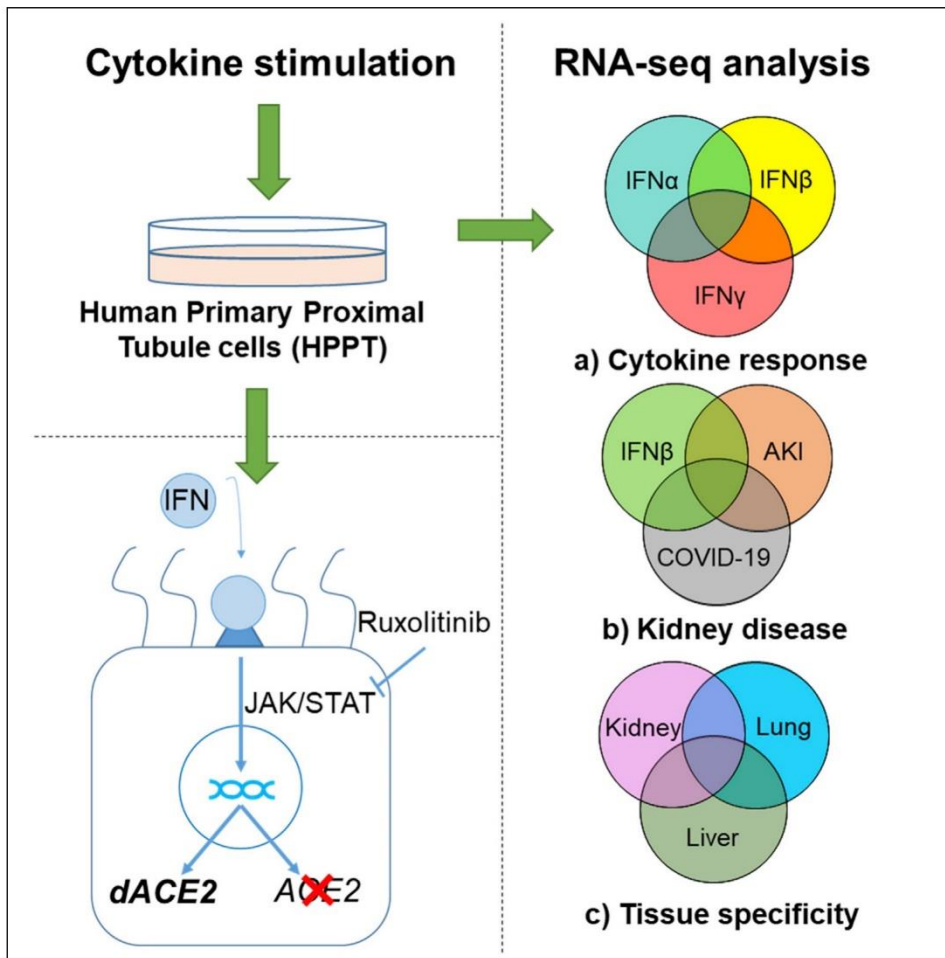 Cytokine stimulation
Human Primary Proximal
Tubule cells (HPPT)
IFN
Ruxolitinib
JAK/STAT
dACE2
ACE2
RNA-seq analysis
IFNα
IFNβ
IFNγ
a) Cytokine response
IFNβ
AKI
COVID-19
b) Kidney disease
Kidney
Lung
Liver
c) Tissue specificity